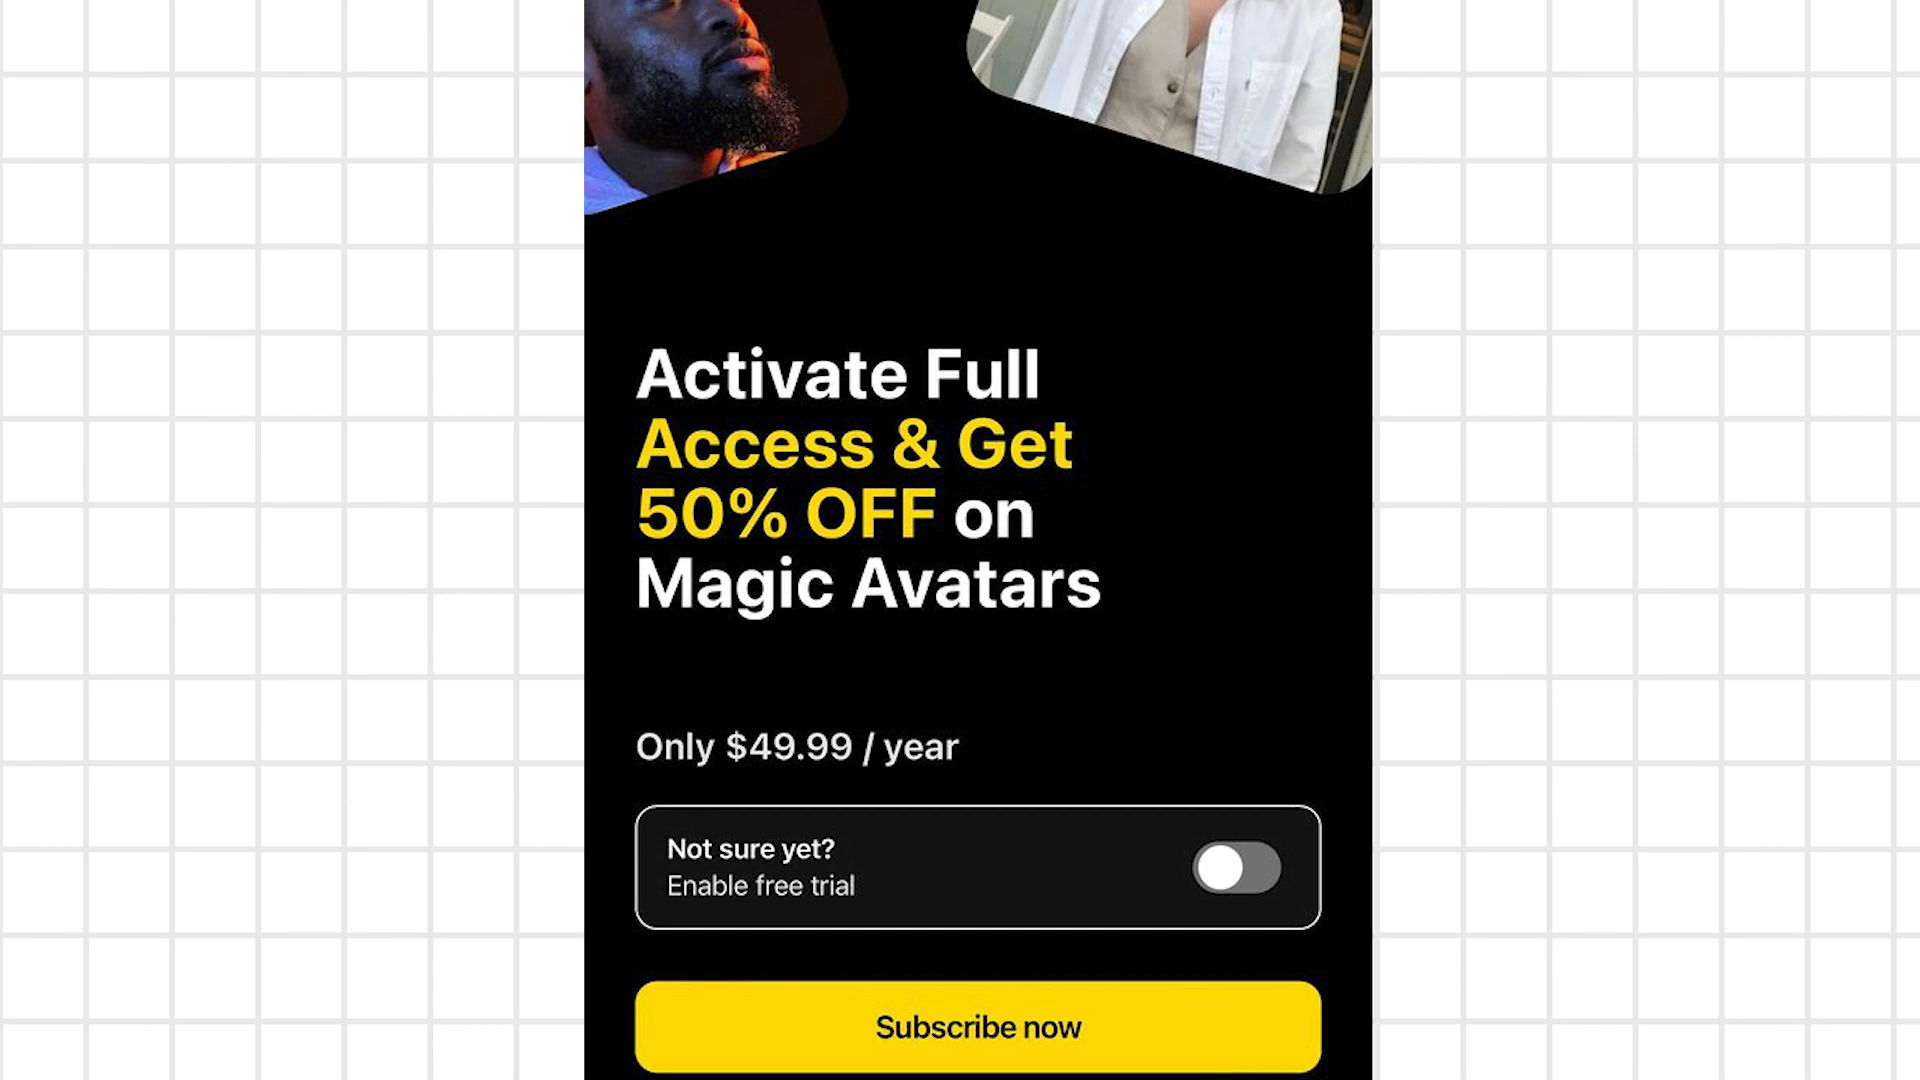 Activate Full
Access & Get
50% OFF on
Magic Avatars
Only $49.99 / year
Not sure yet?
Enable free trial
Subscribe now